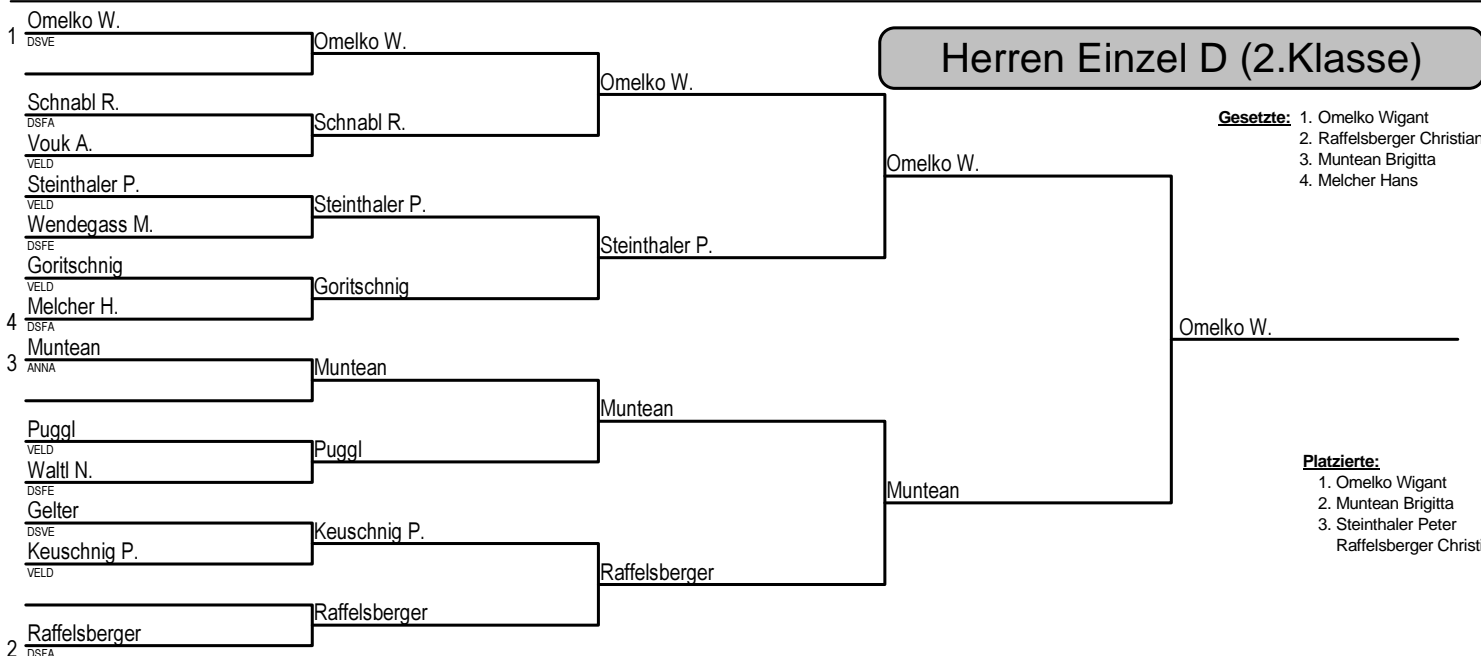 Herren Einzel D (2.Klasse)
1 Omelko W.
DSVE
Schnabl R.
DSFA
Vouk A.
VELD
Steinthaler P.
VELD
Wendegass M.
DSFE
Goritschnig
VELD
4 Melcher H.
DSFA
3 Muntean
ANNA
Puggl
VELD
Waltl N.
DSFE
Gelter
DSVE
Keuschnig P.
VELD
2 Raffelsberger
DSFA
Omelko W.
Schnabl R.
Steinthaler P.
Goritschnig
Muntean
Puggl
Keuschnig P.
Raffelsberger
Omelko W.
Steinthaler P.
Muntean
Raffelsberger
Omelko W.
Muntean
Omelko W.
Gesetzte: 1. Omelko Wigant
2. Raffelsberger Christian
3. Muntean Brigitta
4. Melcher Hans
Platzierte:
1. Omelko Wigant
2. Muntean Brigitta
3. Steinthaler Peter
Raffelsberger Christi